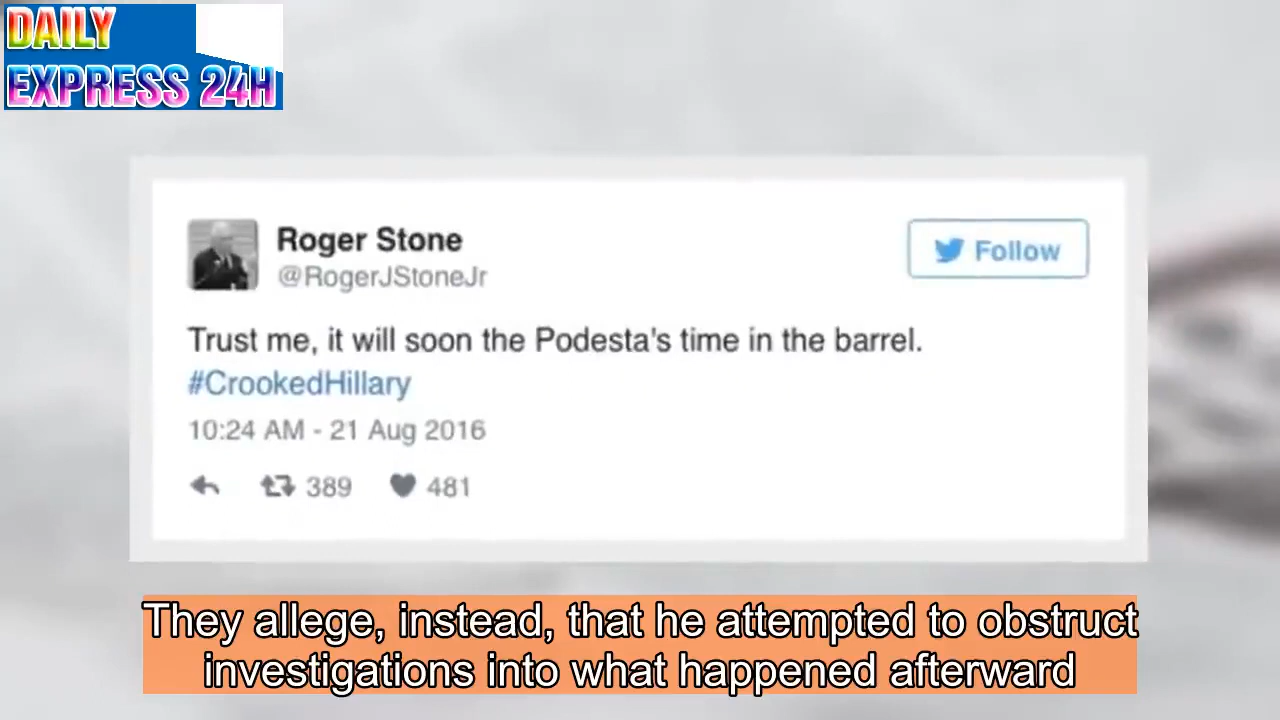 DAILY
EXPRESS 24H
Roger Stone
@RogerJStoneJr
Follow
Trust me, it will soon the Podesta's time in the barrel.
#CrookedHillary
10:24 AM - 21 Aug 2016
389 481
They allege, instead, that he attempted to obstruct
investigations into what happened afterward